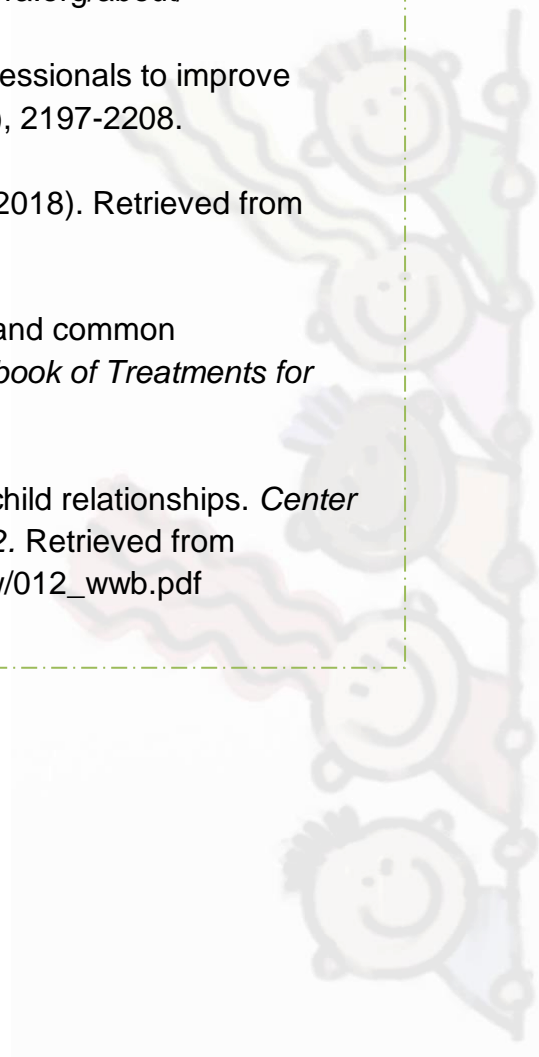 essionals to improve
, 2197-2208.
2018). Retrieved from
and common
book of Treatments for
child relationships. Center
2. Retrieved from
/012_wwb.pdf